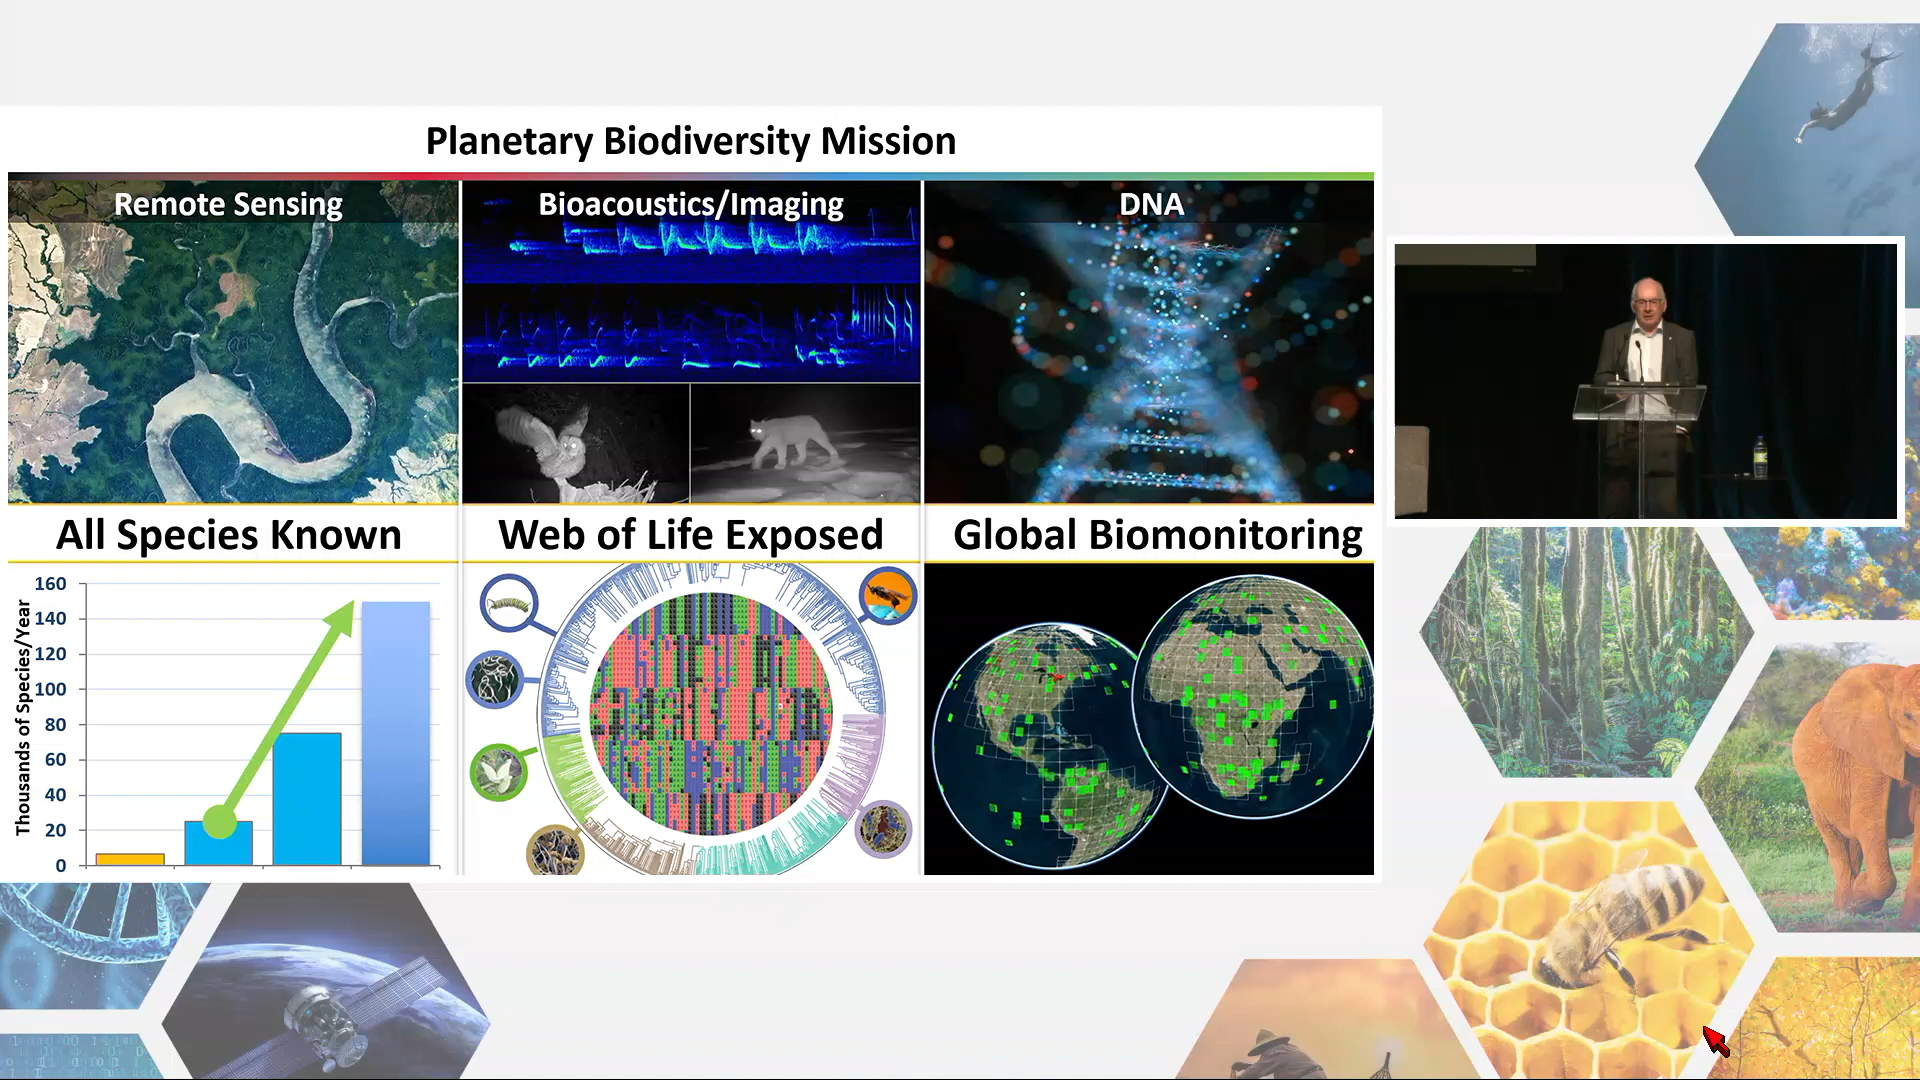 Planetary Biodiversity Mission
Remote Sensing
Bioacoustics/Imaging
DNA
All Species Known
Web of Life Exposed
Global Biomonitoring
Thousands of Species/Year
160
140
120
100
80
60
40
20
0